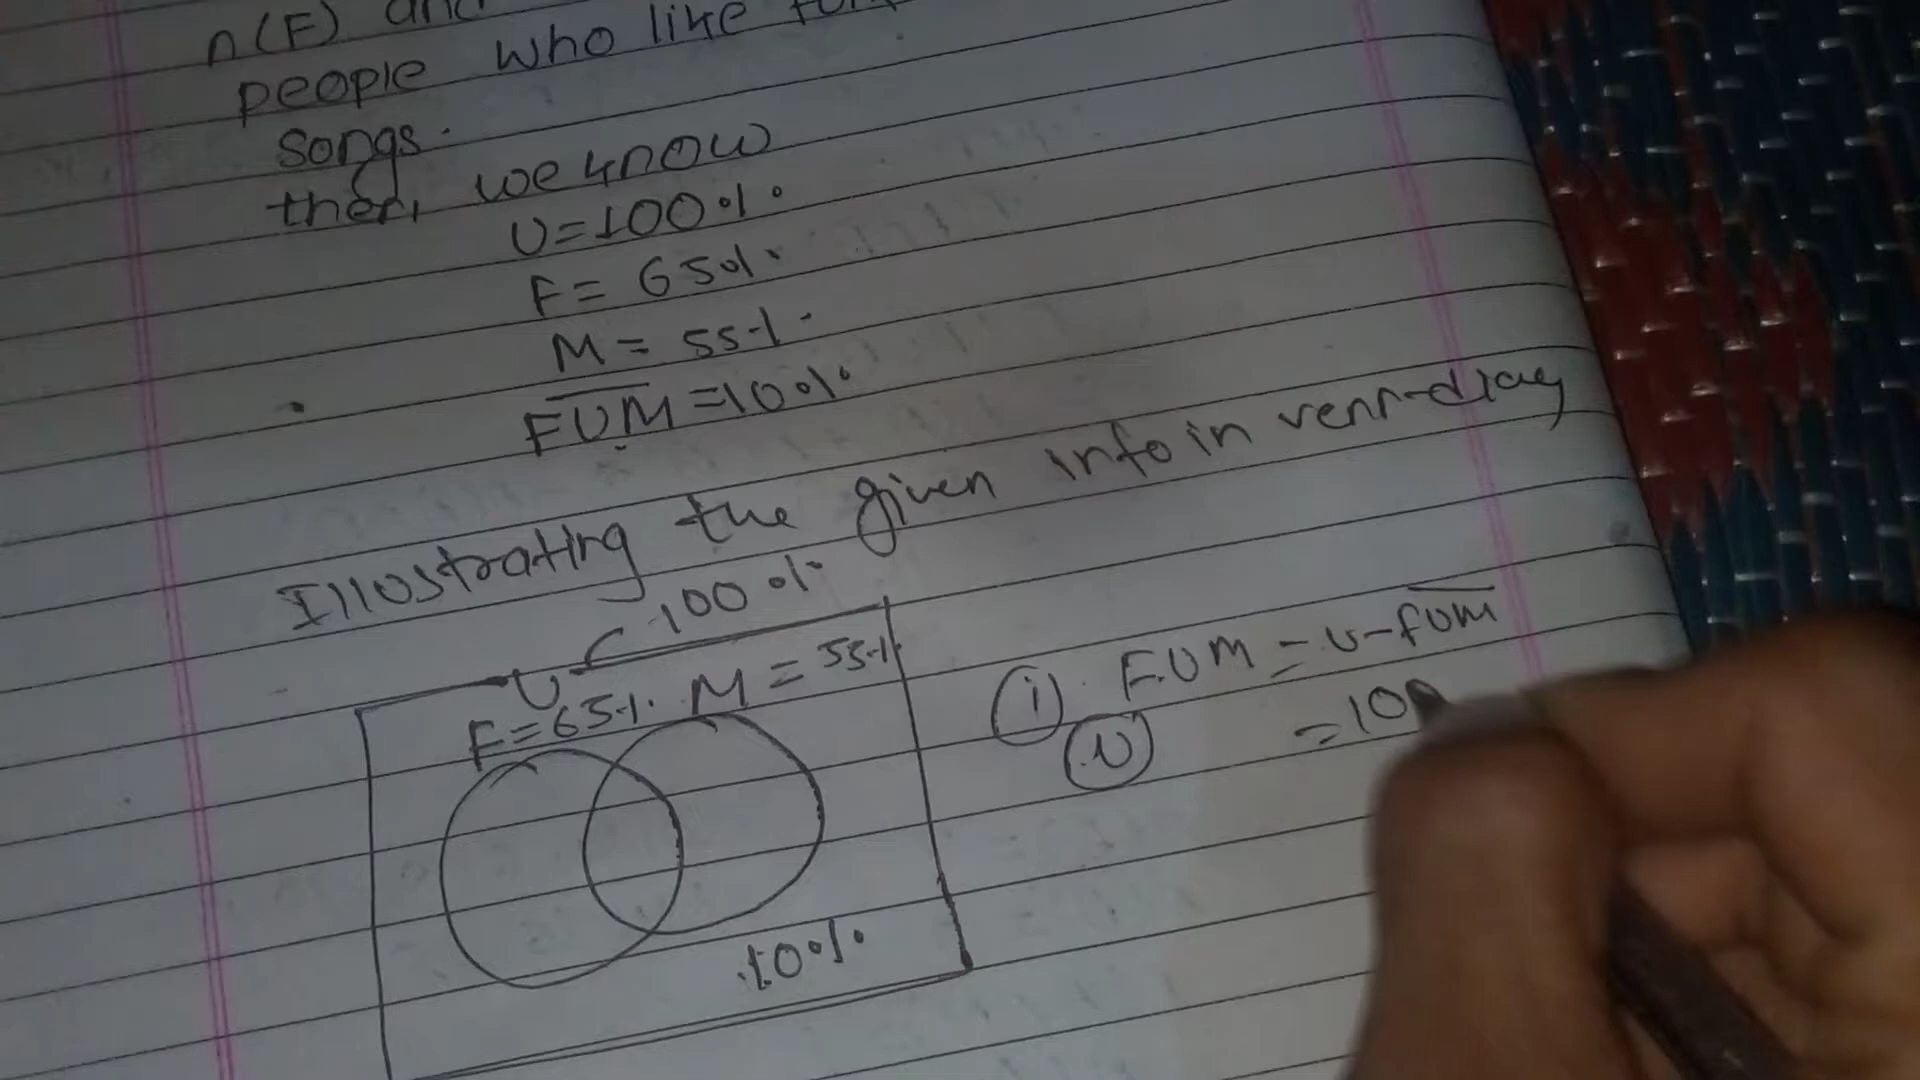 n(F) and
people who like
songs.
then, we know
U=100%
F= 65%
M= 55%
F∪M̅ =10%
Illustrating the given info in venn-diag
100%
U
F=65% M=55%
10%
(i) F∪M = U-F∪M̅
(ii) =100